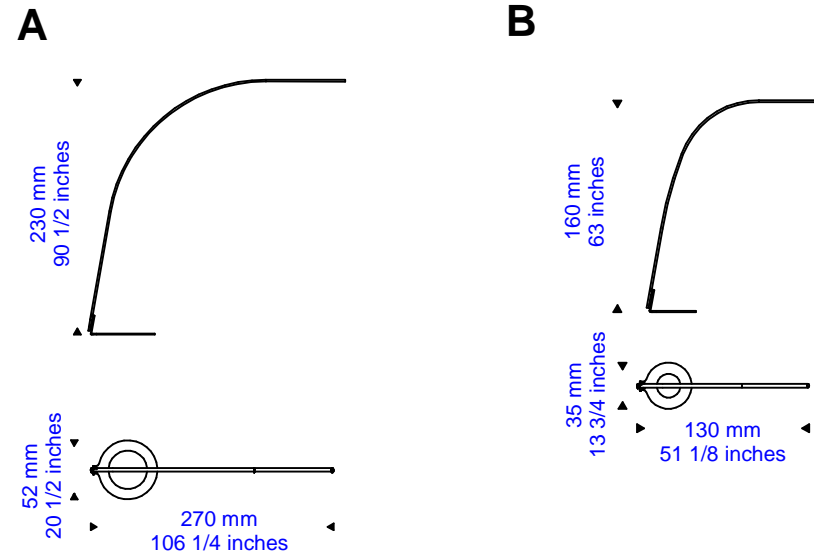 A
230 mm
90 1/2 inches
52 mm
20 1/2 inches
270 mm
106 1/4 inches
B
160 mm
63 inches
35 mm
13 3/4 inches
130 mm
51 1/8 inches